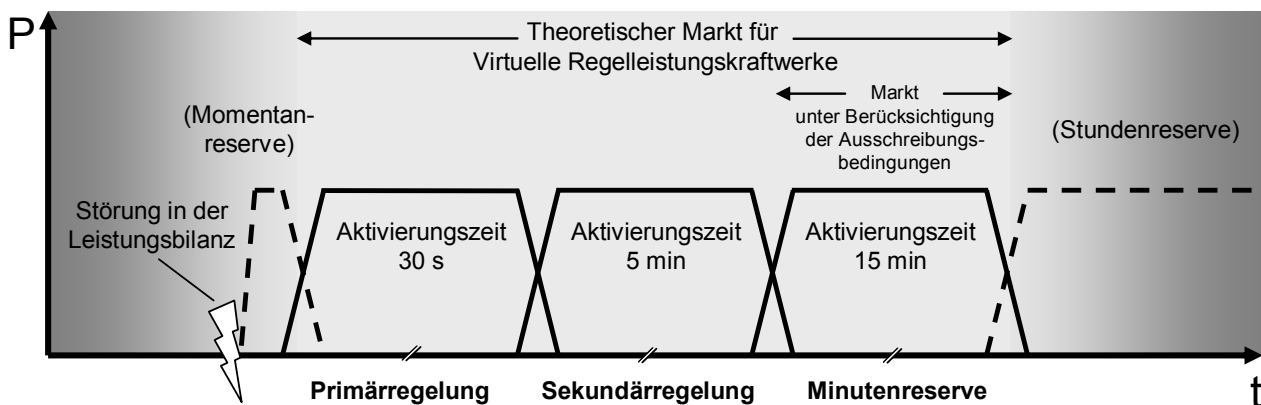 P
Theoretischer Markt für
Virtuelle Regelleistungskraftwerke
(Momentan-
reserve)
Markt
unter Berücksichtigung
der Ausschreibungs-
bedingungen
(Stundenreserve)
Störung in der
Leistungsbilanz
Aktivierungszeit
30 s
Aktivierungszeit
5 min
Aktivierungszeit
15 min
Primärregelung
Sekundärregelung
Minutenreserve
t